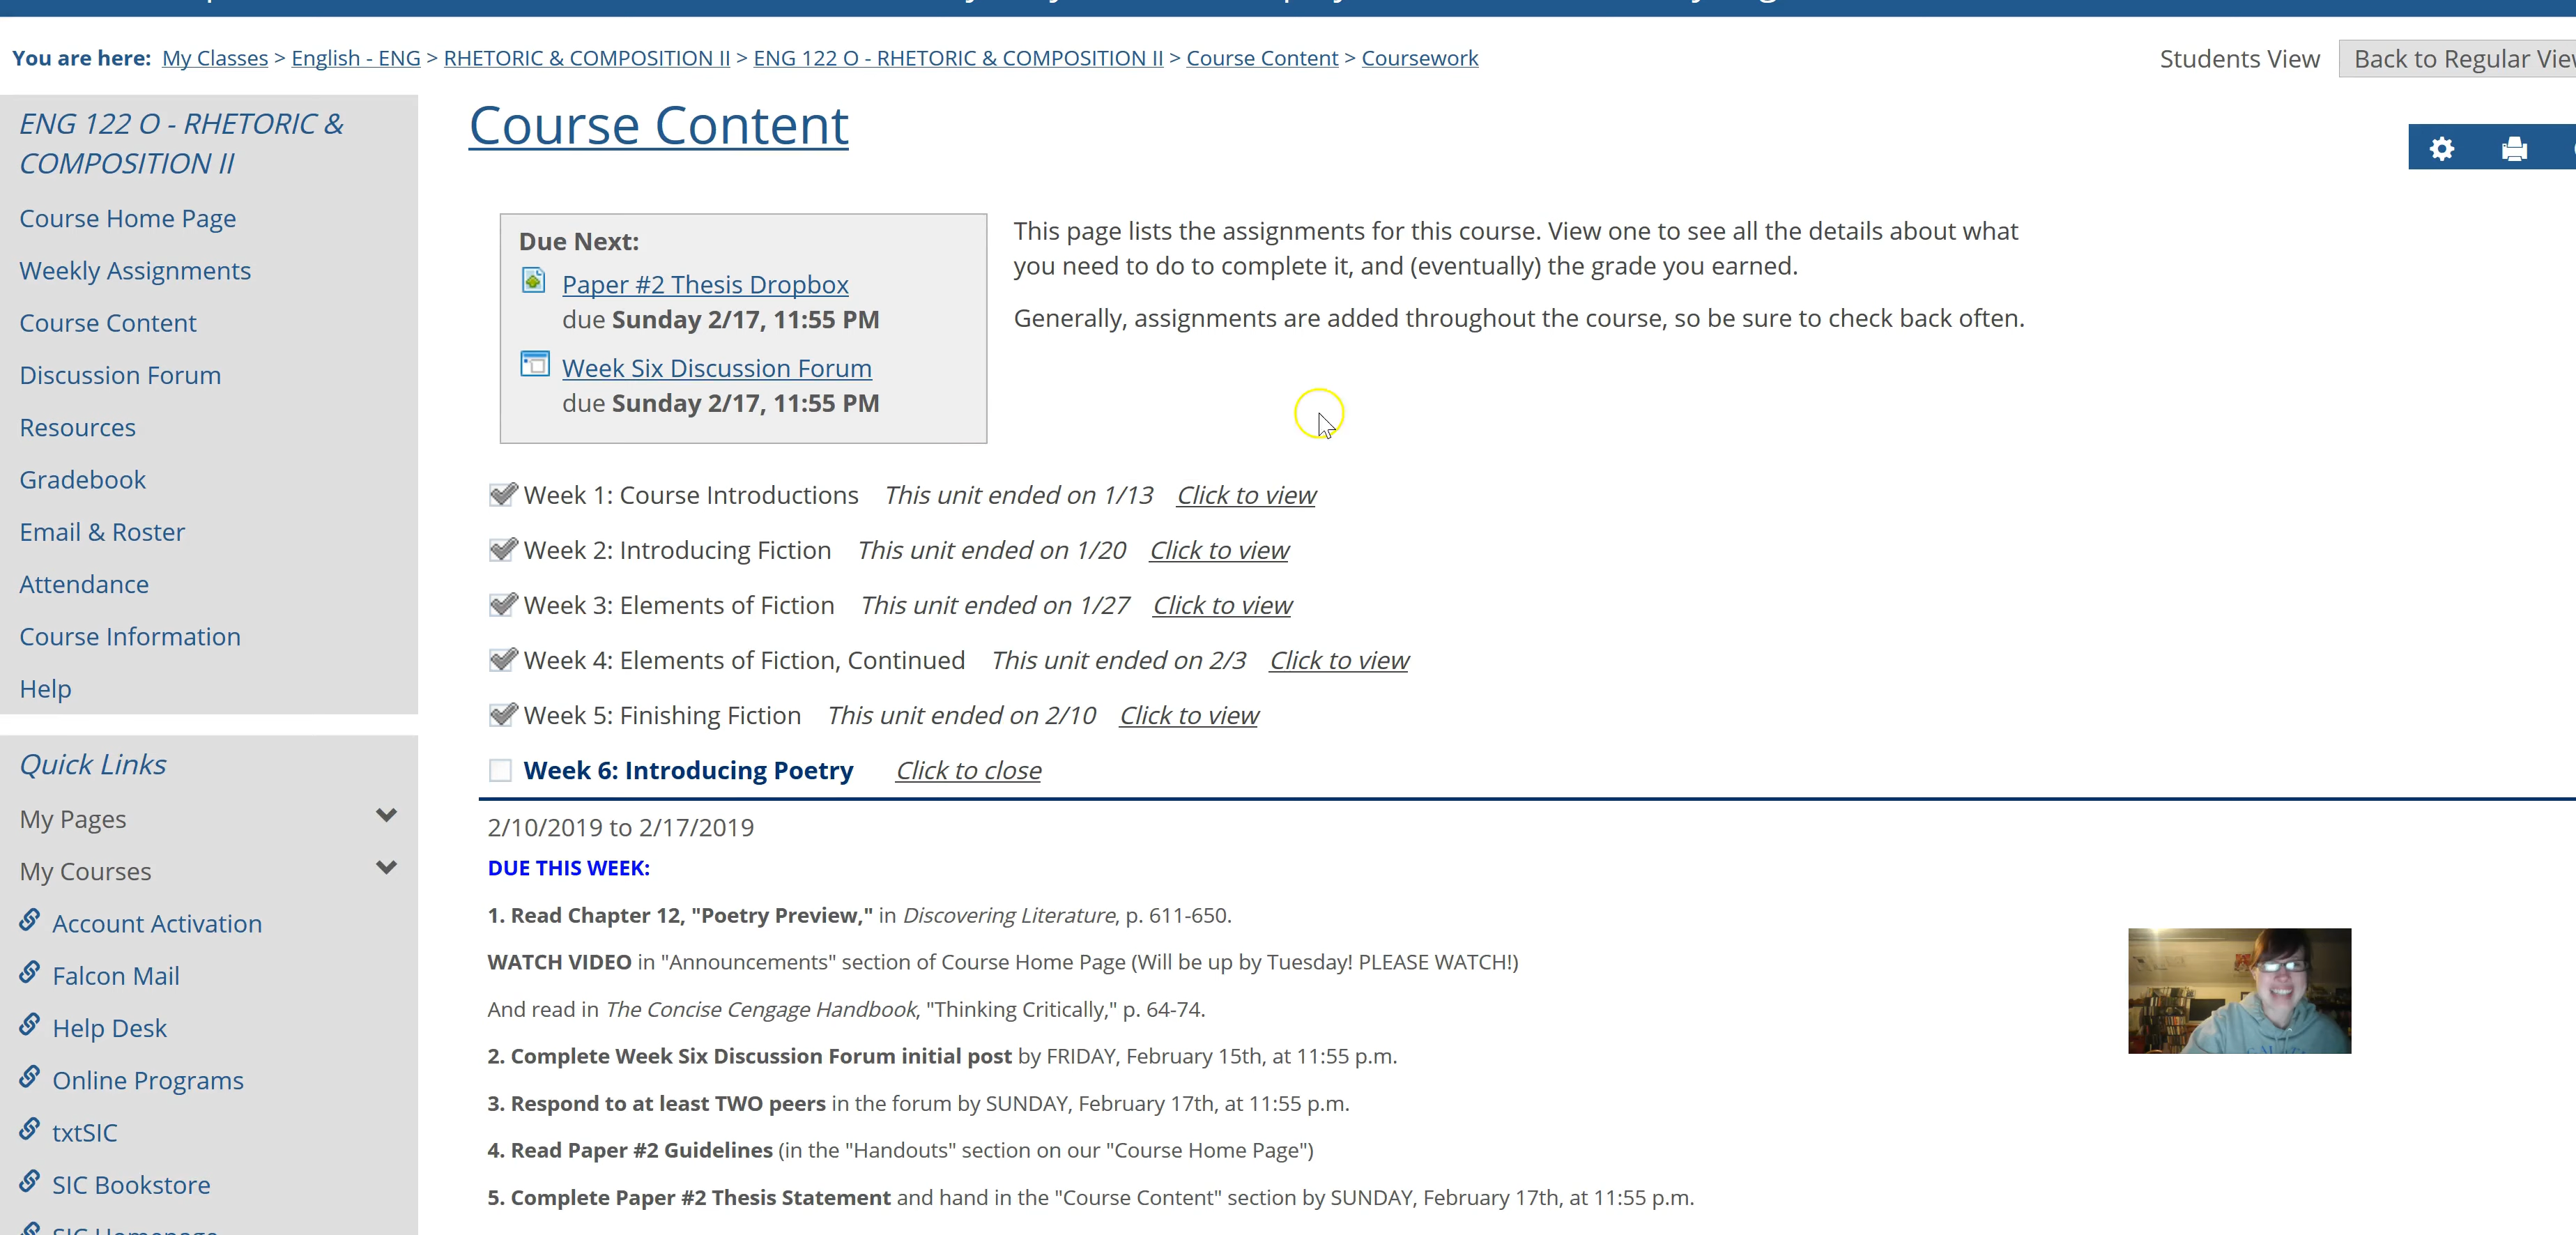 You are here: My Classes > English - ENG > RHETORIC & COMPOSITION II > ENG 122 O - RHETORIC & COMPOSITION II > Course Content > Coursework
Students View
Back to Regular View
ENG 122 O - RHETORIC &
COMPOSITION II
Course Home Page
Weekly Assignments
Course Content
Discussion Forum
Resources
Gradebook
Email & Roster
Attendance
Course Information
Help
Quick Links
My Pages
My Courses
Account Activation
Falcon Mail
Help Desk
Online Programs
txtSIC
SIC Bookstore
SIC Homepage
Course Content
Due Next:
Paper #2 Thesis Dropbox
due Sunday 2/17, 11:55 PM
Week Six Discussion Forum
due Sunday 2/17, 11:55 PM
This page lists the assignments for this course. View one to see all the details about what
you need to do to complete it, and (eventually) the grade you earned.
Generally, assignments are added throughout the course, so be sure to check back often.
Week 1: Course Introductions This unit ended on 1/13 Click to view
Week 2: Introducing Fiction This unit ended on 1/20 Click to view
Week 3: Elements of Fiction This unit ended on 1/27 Click to view
Week 4: Elements of Fiction, Continued This unit ended on 2/3 Click to view
Week 5: Finishing Fiction This unit ended on 2/10 Click to view
Week 6: Introducing Poetry Click to close
2/10/2019 to 2/17/2019
DUE THIS WEEK:
1. Read Chapter 12, "Poetry Preview," in Discovering Literature, p. 611-650.
WATCH VIDEO in "Announcements" section of Course Home Page (Will be up by Tuesday! PLEASE WATCH!)
And read in The Concise Cengage Handbook, "Thinking Critically," p. 64-74.
2. Complete Week Six Discussion Forum initial post by FRIDAY, February 15th, at 11:55 p.m.
3. Respond to at least TWO peers in the forum by SUNDAY, February 17th, at 11:55 p.m.
4. Read Paper #2 Guidelines (in the "Handouts" section on our "Course Home Page")
5. Complete Paper #2 Thesis Statement and hand in the "Course Content" section by SUNDAY, February 17th, at 11:55 p.m.